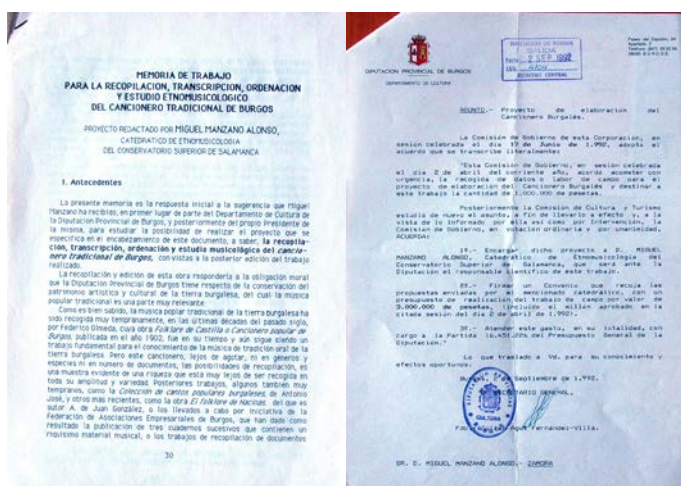 MEMORIA DE TRABAJO
PARA LA RECOPILACION, TRANSCRIPCION, ORDENACION
Y ESTUDIO ETNOMUSICOLOGICO
DEL CANCIONERO TRADICIONAL DE BURGOS
PROYECTO REDACTADO POR MIGUEL MANZANO ALONSO,
CATEDRATICO DE ETNOMUSICOLOGIA
DEL CONSERVATORIO SUPERIOR DE SALAMANCA
1. Antecedentes
La presente memoria es la respuesta inicial a la sugerencia que Miguel
Manzano ha recibido, en primer lugar de parte del Departamento de Cultura de
la Diputación Provincial de Burgos, y posteriormente del propio Presidente de
la misma, para estudiar la posibilidad de realizar el proyecto que se
especifica en el encabezamiento de este documento, a saber, la recopila-
ción, transcripción, ordenación y estudio musicológico del cancio-
nero tradicional de Burgos, con vistas a la posterior edición del trabajo
realizado.
La recopilación y edición de esta obra respondería a la obligación moral
que la Diputación Provincial de Burgos tiene respecto de la conservación del
patrimonio artístico y cultural de la tierra burgalesa, del cual la música
popular tradicional es una parte muy relevante.
Como es bien sabido, la música popular tradicional de la tierra burgalesa ha
sido recogida muy tempranamente, en las últimas décadas del pasado siglo,
por Federico Olmeda, cuya obra Folklore de Castilla o Cancionero popular de
Burgos, publicada en el año 1902, fue en su tiempo y aún sigue siendo un
trabajo fundamental para el conocimiento de la música de tradición oral de la
tierra burgalesa. Pero este cancionero, lejos de agotar, ni en géneros y
especies ni en número de documentos, las posibilidades de recopilación, es
una muestra evidente de una riqueza que está muy lejos de ser recogida en
toda su amplitud y variedad. Posteriores trabajos, algunos también muy
tempranos, como la Colección de cantos populares burgaleses, de Antonio
José, y otros más recientes, como la obra El Folklore de Hacinas, del que es
autor A. de Juan González, o los llevados a cabo por iniciativa de la
Federación de Asociaciones Empresariales de Burgos, que han dado como
resultado la publicación de tres cuadernos sucesivos que contienen un
riquísimo material musical, o los trabajos de recopilación de documentos
30
DIPUTACION PROVINCIAL DE BURGOS
DEPARTAMENTO DE CULTURA
2 SEP 1992
REGISTRO CENTRAL
ASUNTO.- Proyecto de elaboración del
Cancionero Burgalés.
La Comisión de Gobierno de esta Corporación, en
sesión celebrada el día 17 de Junio de 1.992, adoptó el
acuerdo que se transcribe literalmente:
"Esta Comisión de Gobierno, en sesión celebrada
el día 2 de abril del corriente año, acordó acometer con
urgencia, la recogida de datos o labor de campo para el
proyecto de elaboración del Cancionero Burgalés y destinar a
este trabajo la cantidad de 1.000.000 de pesetas.
Posteriormente la Comisión de Cultura y Turismo
estudia de nuevo el asunto, a fin de llevarlo a efecto y, a la
vista de lo informado por ella así como por Intervención, la
Comisión de Gobierno, en votación ordinaria y por unanimidad,
ACUERDA:
1º.- Encargar dicho proyecto a D. MIGUEL
MANZANO ALONSO, Catedrático de Etnomusicología del
Conservatorio Superior de Salamanca, que será ante la
Diputación el responsable científico de este trabajo.
2º.- Firmar un Convenio que recoja las
propuestas enviadas por el mencionado catedrático, con un
presupuesto de realización del trabajo de campo por valor de
3.000.000 de pesetas, (incluido el millón aprobado en la
citada sesión del día 2 de abril de 1.992).
3º.- Atender este gasto, en su totalidad, con
cargo a la Partida del Presupuesto General de la
Diputación."
Lo que traslado a Vd. para su conocimiento y
efectos oportunos.
Septiembre de 1.992.
SECRETARIO GENERAL,
CULTURA
Fernández-Villa.
SR. D. MIGUEL MANZANO ALONSO.- ZAMORA